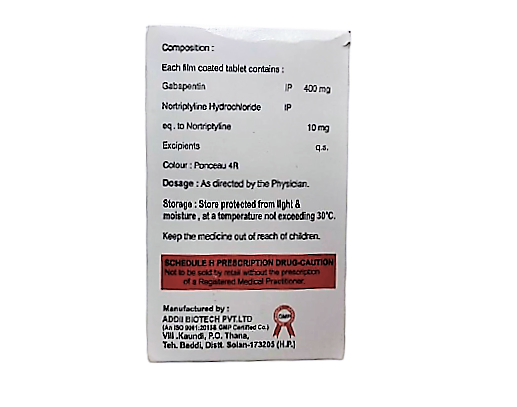 Composition :
Each film coated tablet contains :
Gabapentin IP 400 mg
Nortriptyline Hydrochloride IP
eq. to Nortriptyline 10 mg
Excipients q.s.
Colour : Ponceau 4R
Dosage : As directed by the Physician.
Storage : Store protected from light &
moisture , at a temperature not exceeding 30°C.
Keep the medicine out of reach of children.
SCHEDULE H PRESCRIPTION DRUG-CAUTION
Not to be sold by retail without the prescription
of a Registered Medical Practitioner.
Manufactured by :
ADDII BIOTECH PVT.LTD
(An ISO 9001:2015& GMP Certified Co.)
Vill .Kaundi, P.O. Thana,
Teh. Baddi, Distt. Solan-173205 (H.P.)
GMP